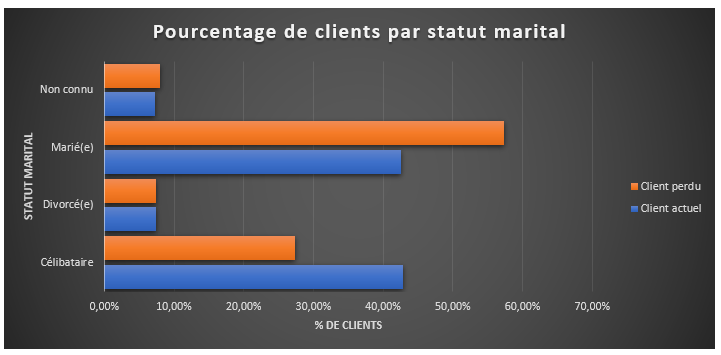 Pourcentage de clients par statut marital
STATUT MARITAL
Non connu
Marié(e)
Divorcé(e)
Célibataire
Client perdu
Client actuel
0,00% 10,00% 20,00% 30,00% 40,00% 50,00% 60,00% 70,00%
% DE CLIENTS